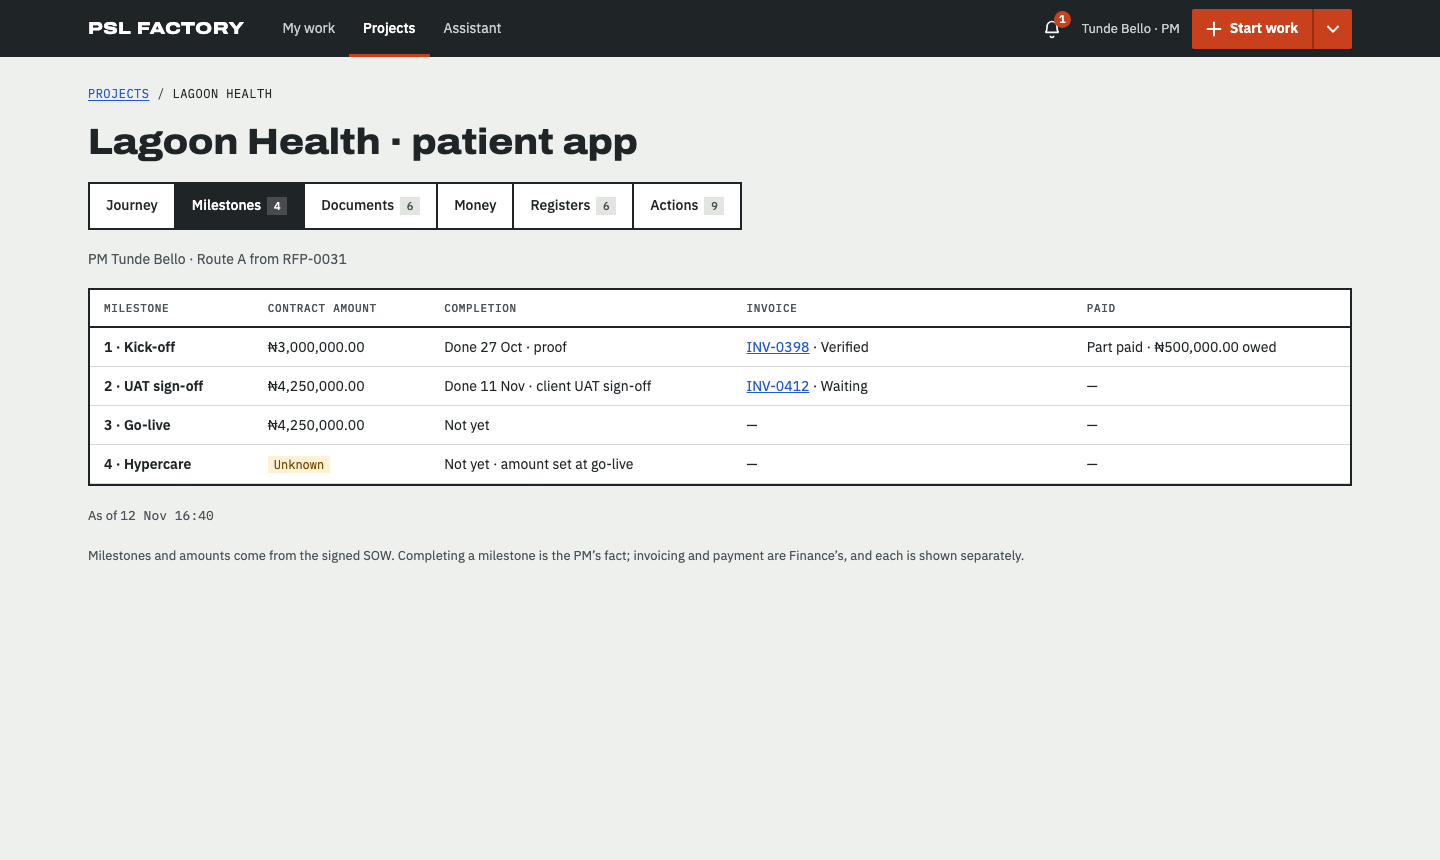 PSL FACTORY My work Projects Assistant 1 Tunde Bello · PM Start work
PROJECTS / LAGOON HEALTH
Lagoon Health · patient app
Journey Milestones 4 Documents 6 Money Registers 6 Actions 9
PM Tunde Bello · Route A from RFP-0031
MILESTONE CONTRACT AMOUNT COMPLETION INVOICE PAID
1 · Kick-off ₦3,000,000.00 Done 27 Oct · proof INV-0398 · Verified Part paid · ₦500,000.00 owed
2 · UAT sign-off ₦4,250,000.00 Done 11 Nov · client UAT sign-off INV-0412 · Waiting —
3 · Go-live ₦4,250,000.00 Not yet — —
4 · Hypercare Unknown Not yet · amount set at go-live — —
As of 12 Nov 16:40
Milestones and amounts come from the signed SOW. Completing a milestone is the PM’s fact; invoicing and payment are Finance’s, and each is shown separately.